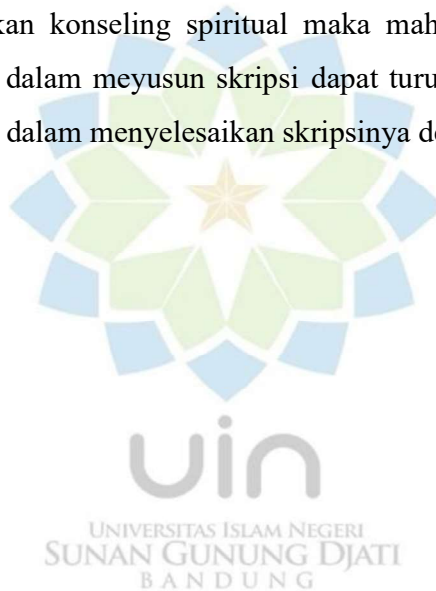 kan konseling spiritual maka mah
dalam meyusun skripsi dapat turu
dalam menyelesaikan skripsinya de
uin
UNIVERSITAS ISLAM NEGERI
SUNAN GUNUNG DJATI
BANDUNG